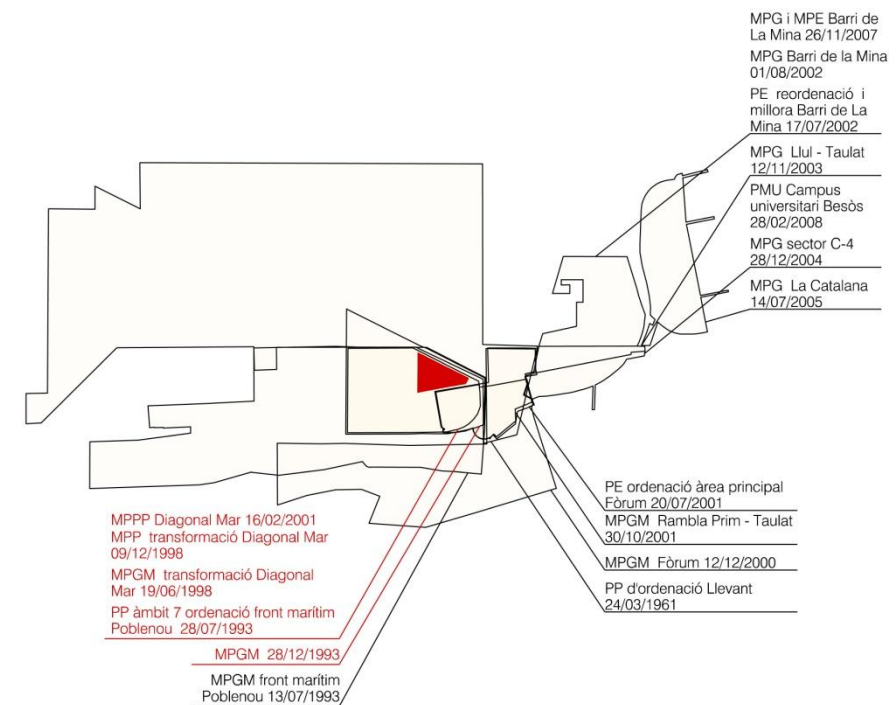 MPG i MPE Barri de
La Mina 26/11/2007
MPG Barri de la Mina
01/08/2002
PE reordenació i
millora Barri de La
Mina 17/07/2002
MPG Llul - Taulat
12/11/2003
PMU Campus
universitari Besòs
28/02/2008
MPG sector C-4
28/12/2004
MPG La Catalana
14/07/2005
PE ordenació àrea principal
Fòrum 20/07/2001
MPGM Rambla Prim - Taulat
30/10/2001
MPGM Fòrum 12/12/2000
PP d'ordenació Llevant
24/03/1961
MPPP Diagonal Mar 16/02/2001
MPP transformació Diagonal Mar
09/12/1998
MPGM transformació Diagonal
Mar 19/06/1998
PP àmbit 7 ordenació front marítim
Poblenou 28/07/1993
MPGM 28/12/1993
MPGM front marítim
Poblenou 13/07/1993